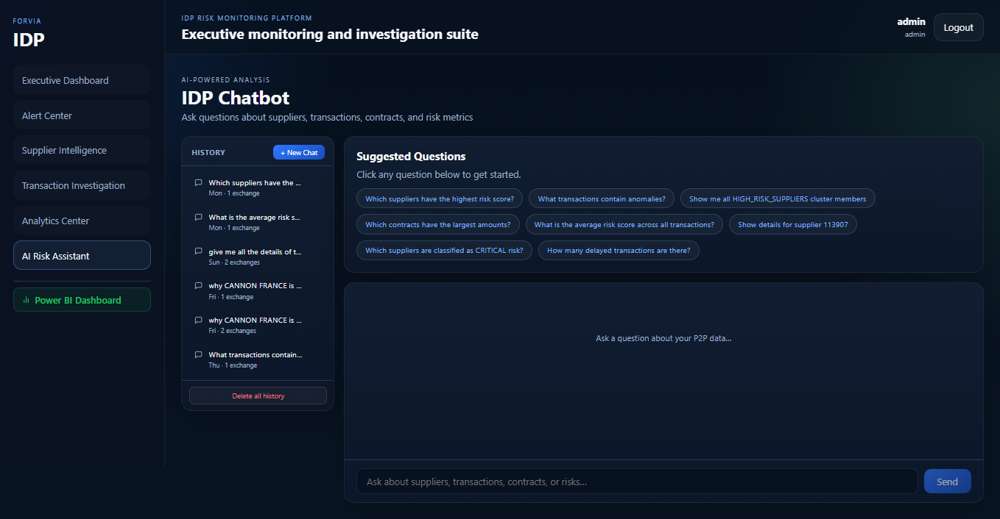 FORVIA
IDP
Executive Dashboard
Alert Center
Supplier Intelligence
Transaction Investigation
Analytics Center
AI Risk Assistant
Power BI Dashboard
IDP RISK MONITORING PLATFORM
Executive monitoring and investigation suite
admin
admin
Logout
AI-POWERED ANALYSIS
IDP Chatbot
Ask questions about suppliers, transactions, contracts, and risk metrics
HISTORY
+ New Chat
Which suppliers have the ...
Mon · 1 exchange
What is the average risk s...
Mon · 1 exchange
give me all the details of t...
Sun · 2 exchanges
why CANNON FRANCE is ...
Fri · 1 exchange
why CANNON FRANCE is ...
Fri · 2 exchanges
What transactions contain...
Thu · 1 exchange
Delete all history
Suggested Questions
Click any question below to get started.
Which suppliers have the highest risk score?
What transactions contain anomalies?
Show me all HIGH_RISK_SUPPLIERS cluster members
Which contracts have the largest amounts?
What is the average risk score across all transactions?
Show details for supplier 113907
Which suppliers are classified as CRITICAL risk?
How many delayed transactions are there?
Ask a question about your P2P data...
Ask about suppliers, transactions, contracts, or risks...
Send